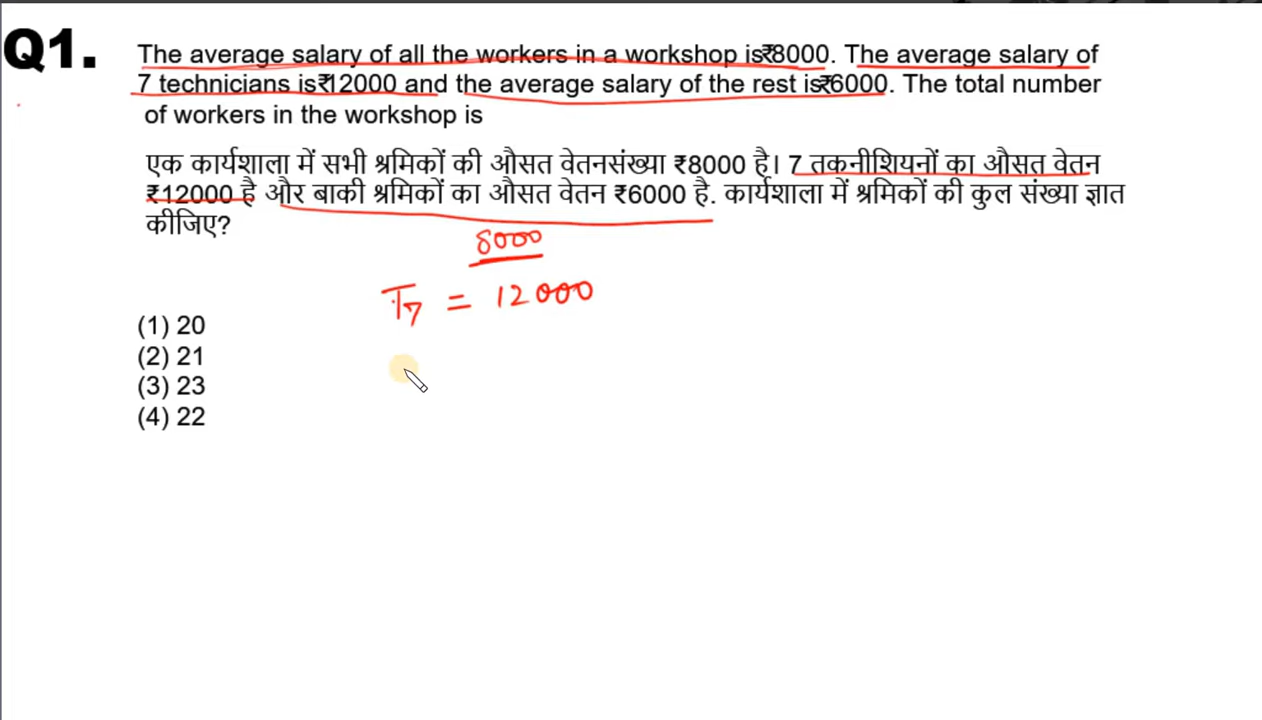 Q1.
The average salary of all the workers in a workshop is₹8000. The average salary of
7 technicians is₹12000 and the average salary of the rest is₹6000. The total number
of workers in the workshop is
एक कार्यशाला में सभी श्रमिकों की औसत वेतनसंख्या ₹8000 है। 7 तकनीशियनों का औसत वेतन
₹12000 है और बाकी श्रमिकों का औसत वेतन ₹6000 है. कार्यशाला में श्रमिकों की कुल संख्या ज्ञात
कीजिए?
8000
T7 = 12000
(1) 20
(2) 21
(3) 23
(4) 22